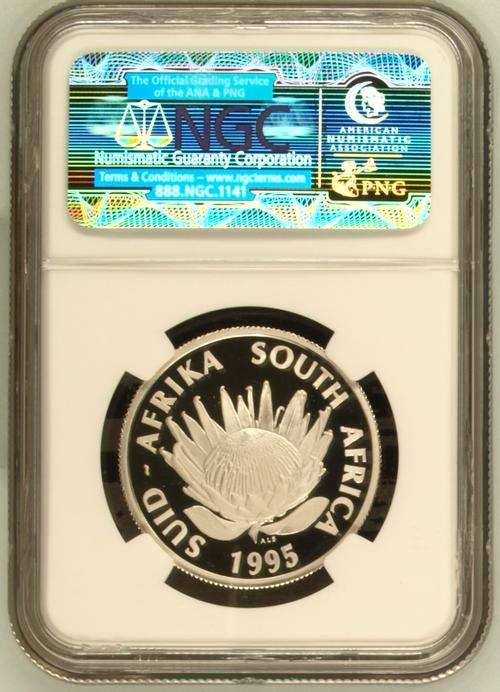 The Official Grading Service
of the ANA & PNG
NGC
Numismatic Guaranty Corporation
Terms & Conditions – www.ngcterms.com
888.NGC.1141
AMERICAN
NUMISMATIC
ASSOCIATION
PNG
SUID - AFRIKA SOUTH AFRICA
ALS
1995